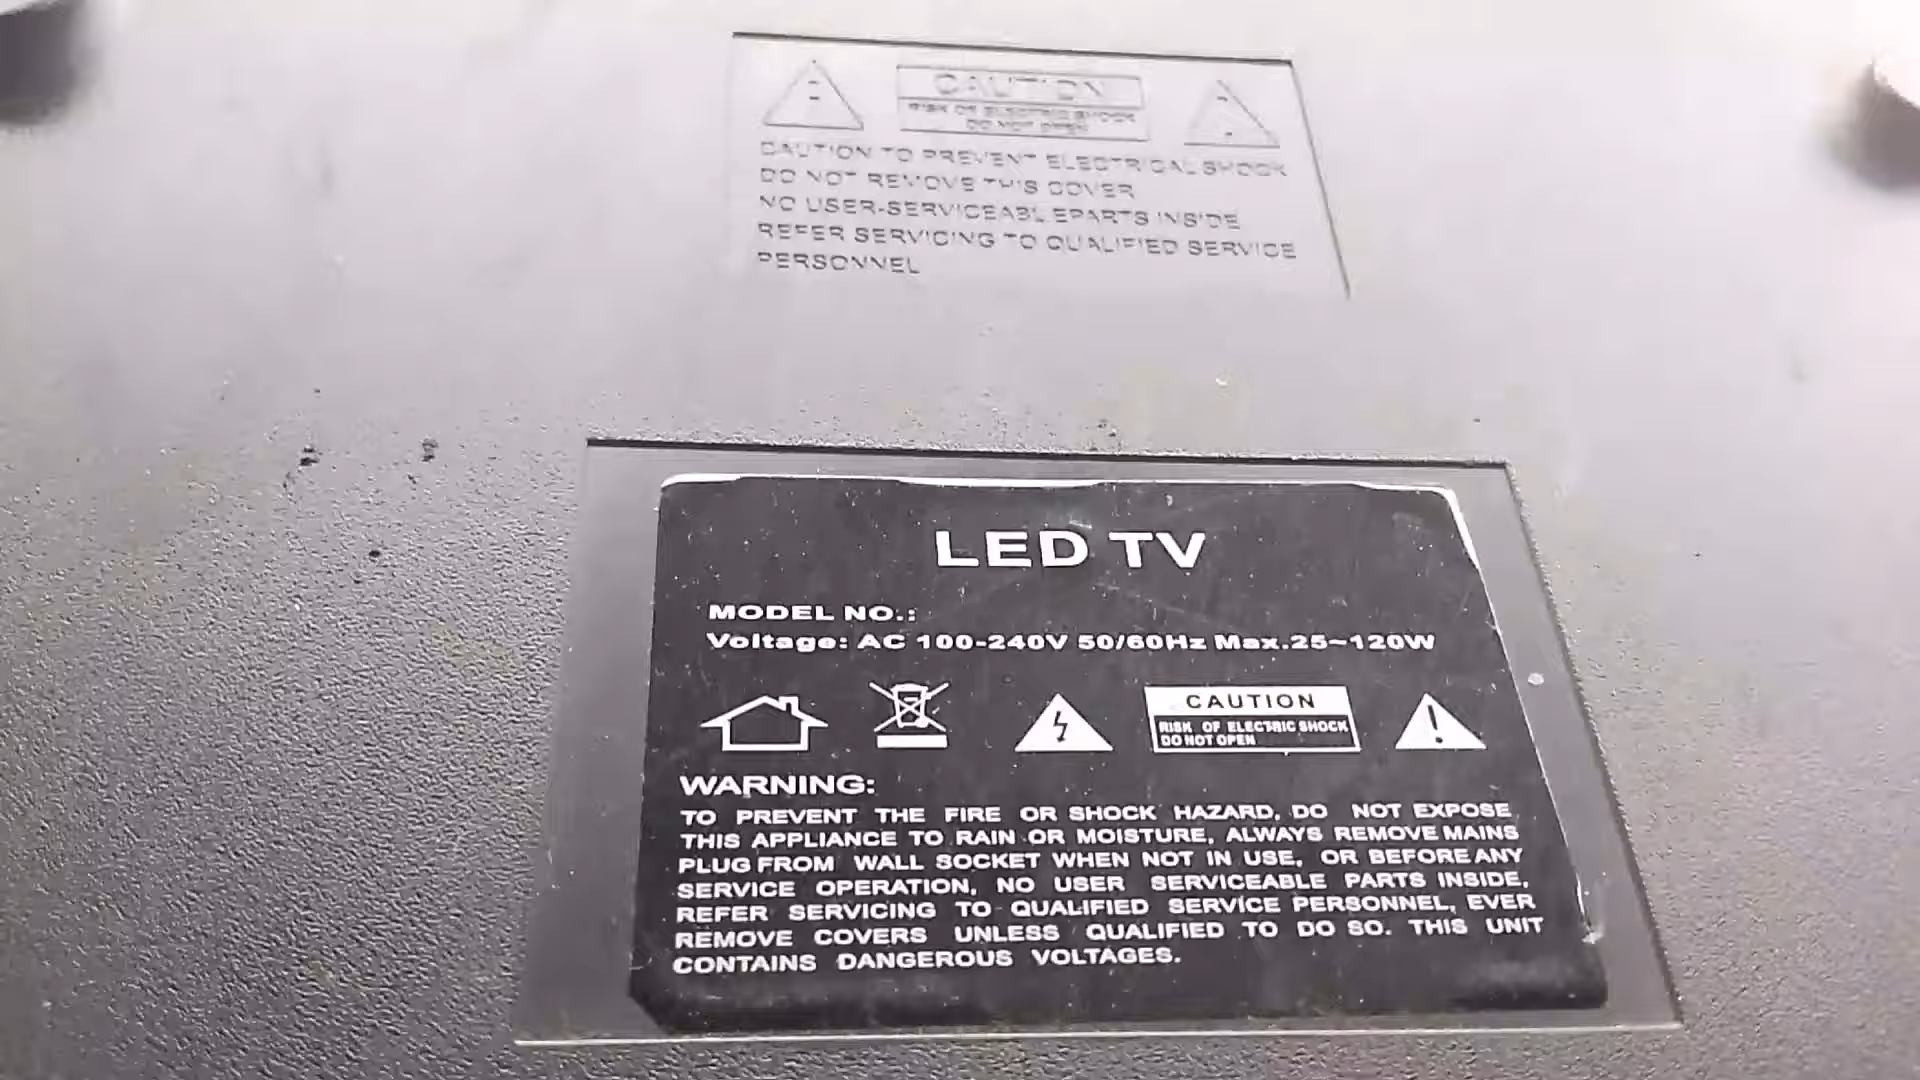 CAUTION
RISK OF ELECTRIC SHOCK
DO NOT OPEN
CAUTION TO PREVENT ELECTRICAL SHOCK
DO NOT REMOVE THIS COVER
NO USER-SERVICEABL EPARTS INSIDE
REFER SERVICING TO QUALIFIED SERVICE
PERSONNEL
LED TV
MODEL NO.:
Voltage: AC 100-240V 50/60Hz Max.25~120W
CAUTION
RISK OF ELECTRIC SHOCK
DO NOT OPEN
WARNING:
TO PREVENT THE FIRE OR SHOCK HAZARD, DO NOT EXPOSE
THIS APPLIANCE TO RAIN OR MOISTURE, ALWAYS REMOVE MAINS
PLUG FROM WALL SOCKET WHEN NOT IN USE, OR BEFORE ANY
SERVICE OPERATION, NO USER SERVICEABLE PARTS INSIDE,
REFER SERVICING TO QUALIFIED SERVICE PERSONNEL, EVER
REMOVE COVERS UNLESS QUALIFIED TO DO SO. THIS UNIT
CONTAINS DANGEROUS VOLTAGES.